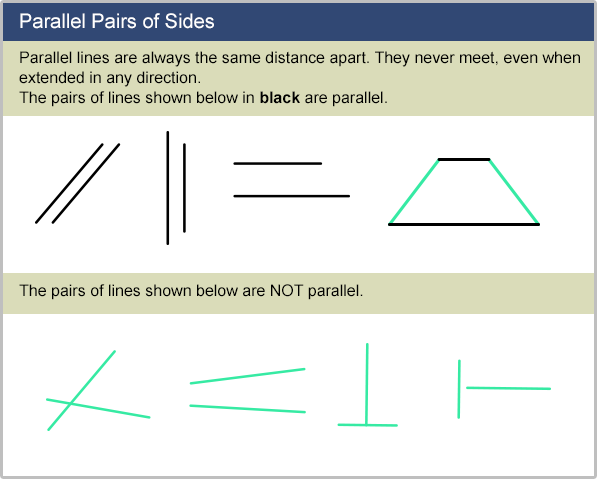 Parallel Pairs of Sides
Parallel lines are always the same distance apart. They never meet, even when
extended in any direction.
The pairs of lines shown below in black are parallel.
The pairs of lines shown below are NOT parallel.